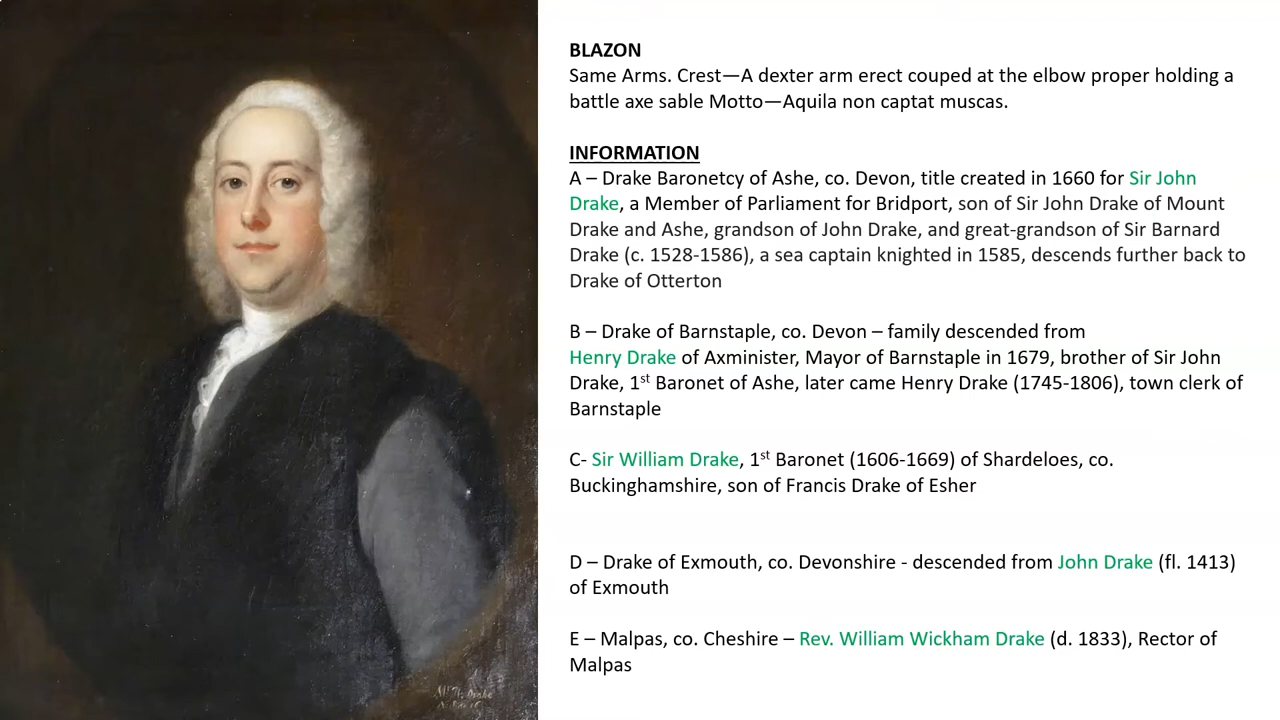 BLAZON
Same Arms. Crest—A dexter arm erect couped at the elbow proper holding a
battle axe sable Motto—Aquila non captat muscas.
INFORMATION
A – Drake Baronetcy of Ashe, co. Devon, title created in 1660 for Sir John
Drake, a Member of Parliament for Bridport, son of Sir John Drake of Mount
Drake and Ashe, grandson of John Drake, and great-grandson of Sir Barnard
Drake (c. 1528-1586), a sea captain knighted in 1585, descends further back to
Drake of Otterton
B – Drake of Barnstaple, co. Devon – family descended from
Henry Drake of Axminister, Mayor of Barnstaple in 1679, brother of Sir John
Drake, 1st Baronet of Ashe, later came Henry Drake (1745-1806), town clerk of
Barnstaple
C- Sir William Drake, 1st Baronet (1606-1669) of Shardeloes, co.
Buckinghamshire, son of Francis Drake of Esher
D – Drake of Exmouth, co. Devonshire - descended from John Drake (fl. 1413)
of Exmouth
E – Malpas, co. Cheshire – Rev. William Wickham Drake (d. 1833), Rector of
Malpas
Drake